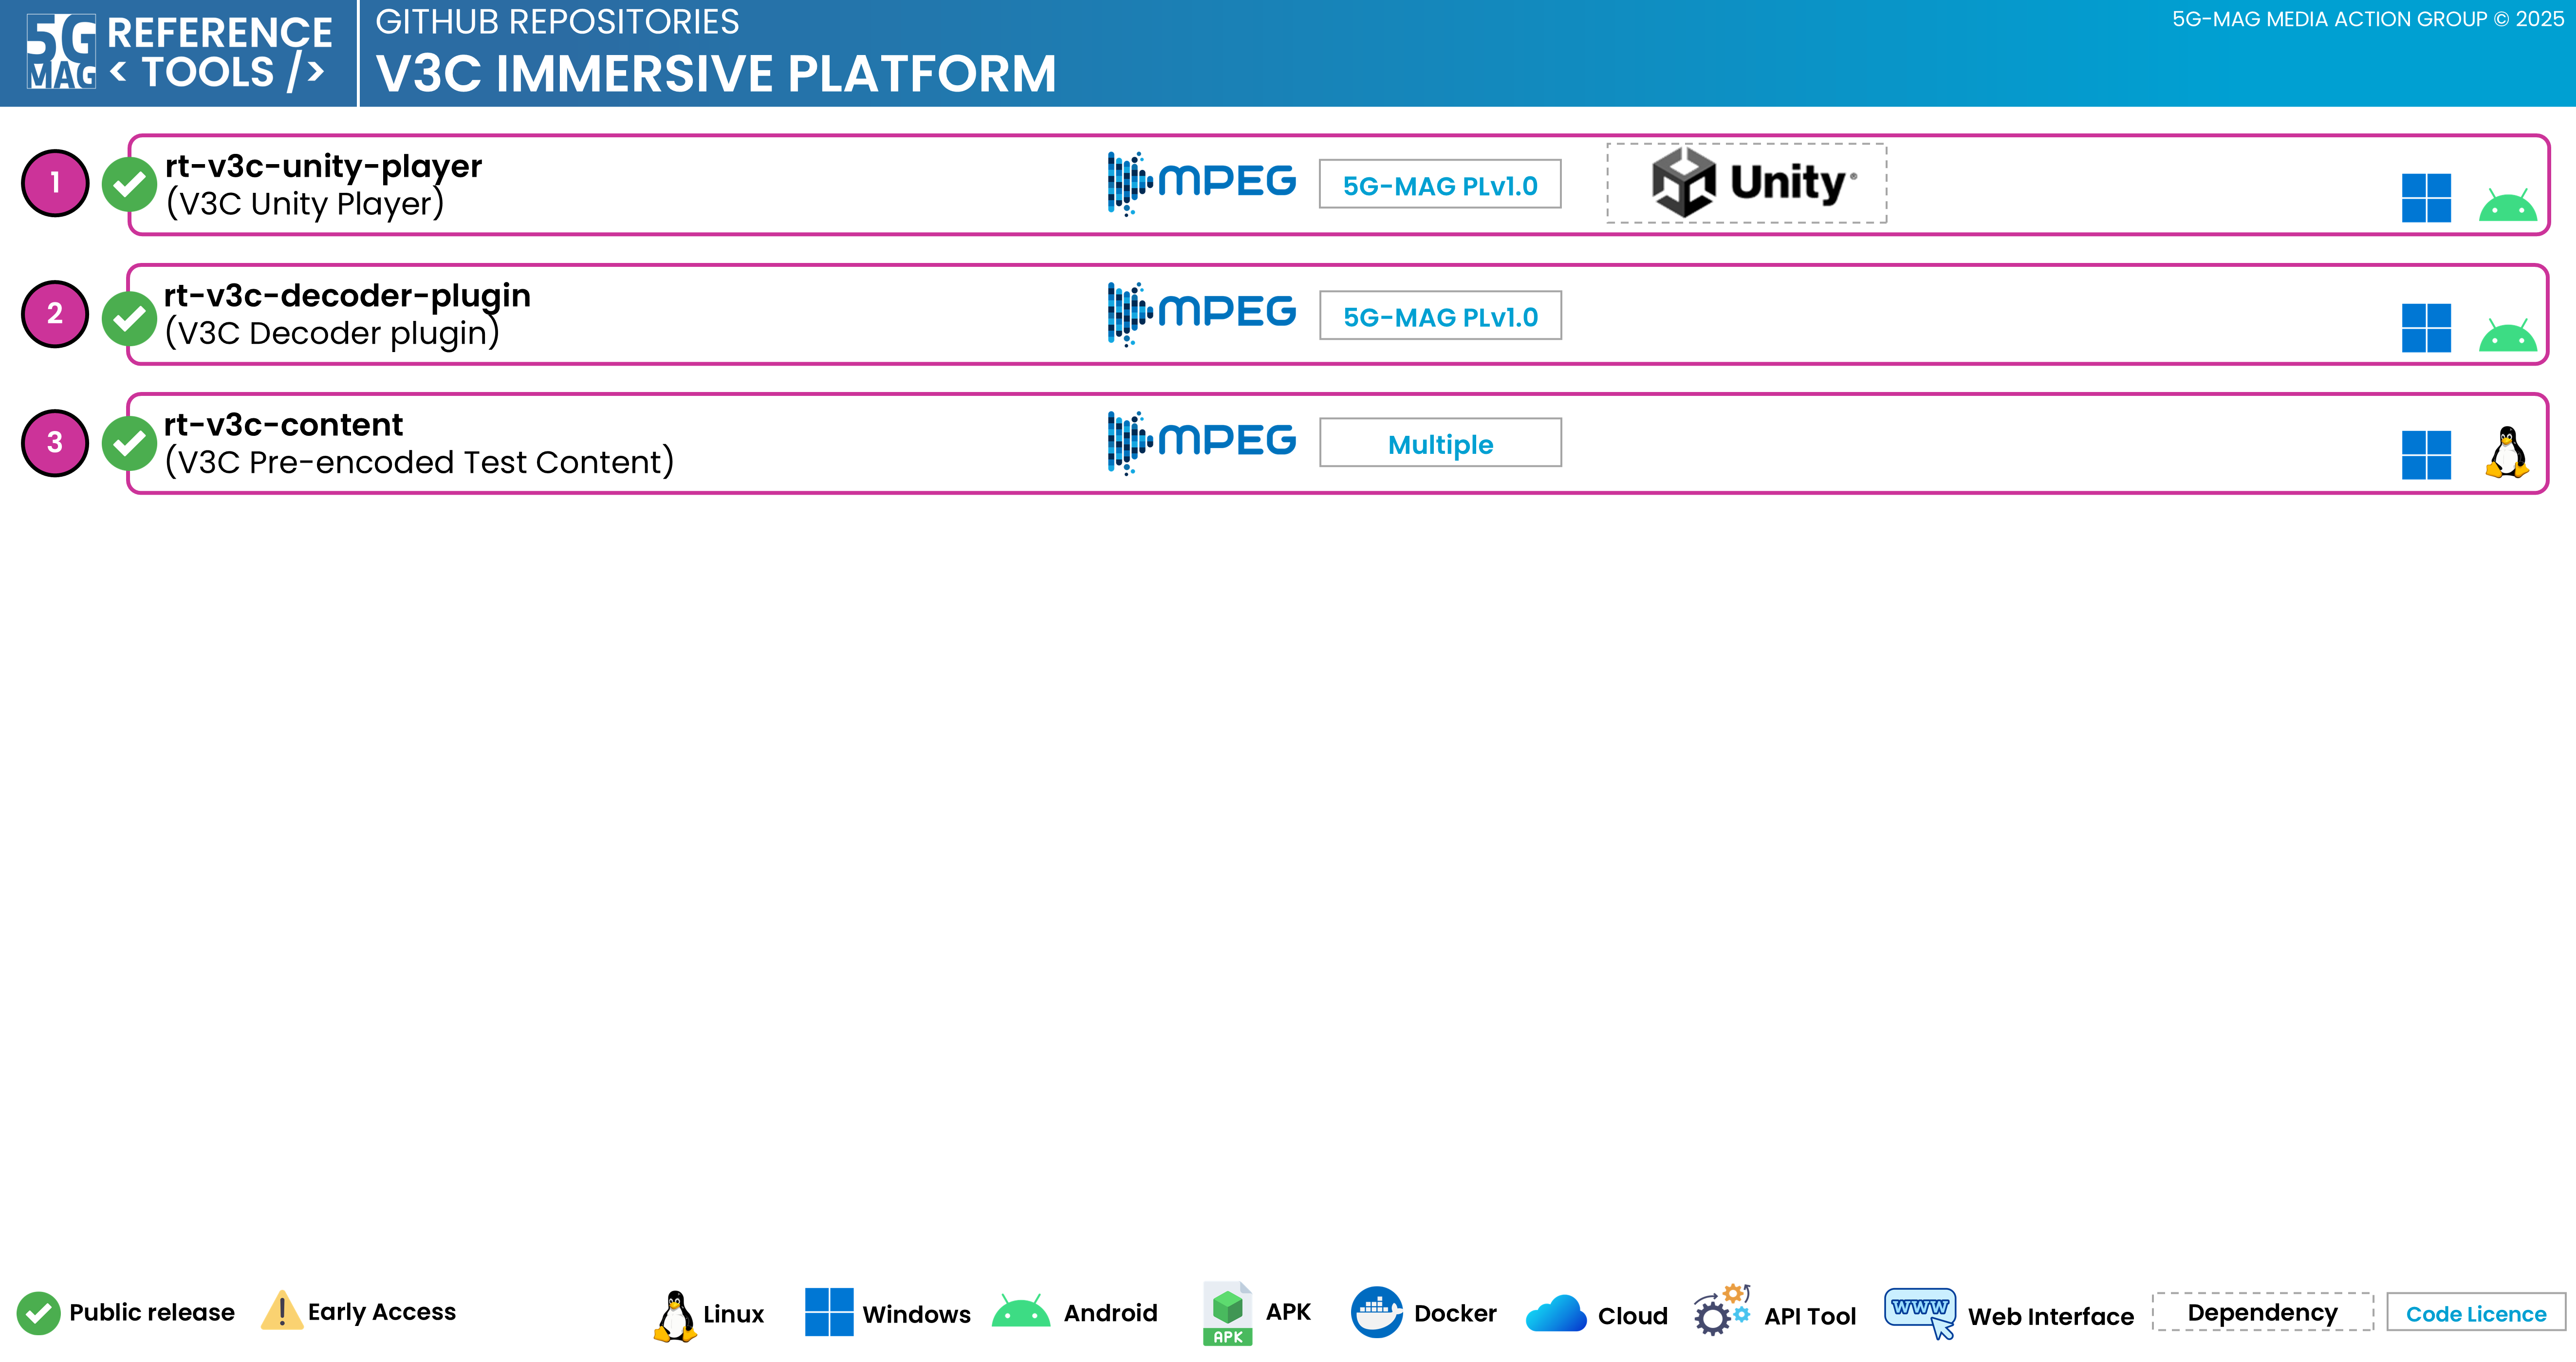 5G MAG
REFERENCE
< TOOLS />
GITHUB REPOSITORIES
V3C IMMERSIVE PLATFORM
5G-MAG MEDIA ACTION GROUP © 2025
1
rt-v3c-unity-player
(V3C Unity Player)
MPEG
5G-MAG PLv1.0
Unity®
2
rt-v3c-decoder-plugin
(V3C Decoder plugin)
MPEG
5G-MAG PLv1.0
3
rt-v3c-content
(V3C Pre-encoded Test Content)
MPEG
Multiple
Public release
Early Access
Linux
Windows
Android
APK
APK
Docker
Cloud
API Tool
WWW
Web Interface
Dependency
Code Licence